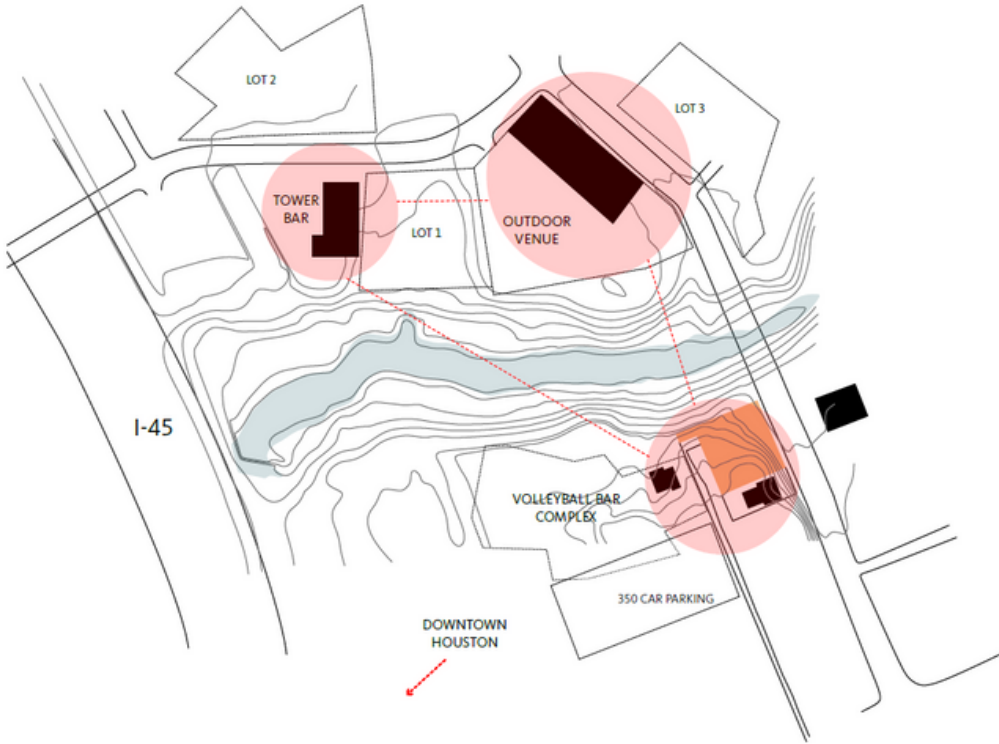 LOT 2
LOT 3
TOWER
BAR
LOT 1
OUTDOOR
VENUE
I-45
VOLLEYBALL BAR
COMPLEX
350 CAR PARKING
DOWNTOWN
HOUSTON